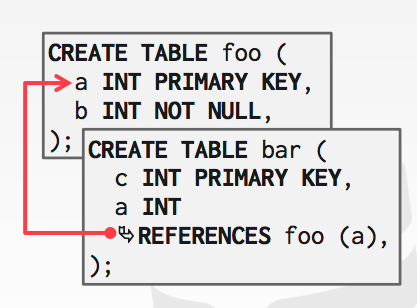 CREATE TABLE foo (
a INT PRIMARY KEY,
b INT NOT NULL,
);
CREATE TABLE bar (
c INT PRIMARY KEY,
a INT
↳REFERENCES foo (a),
);